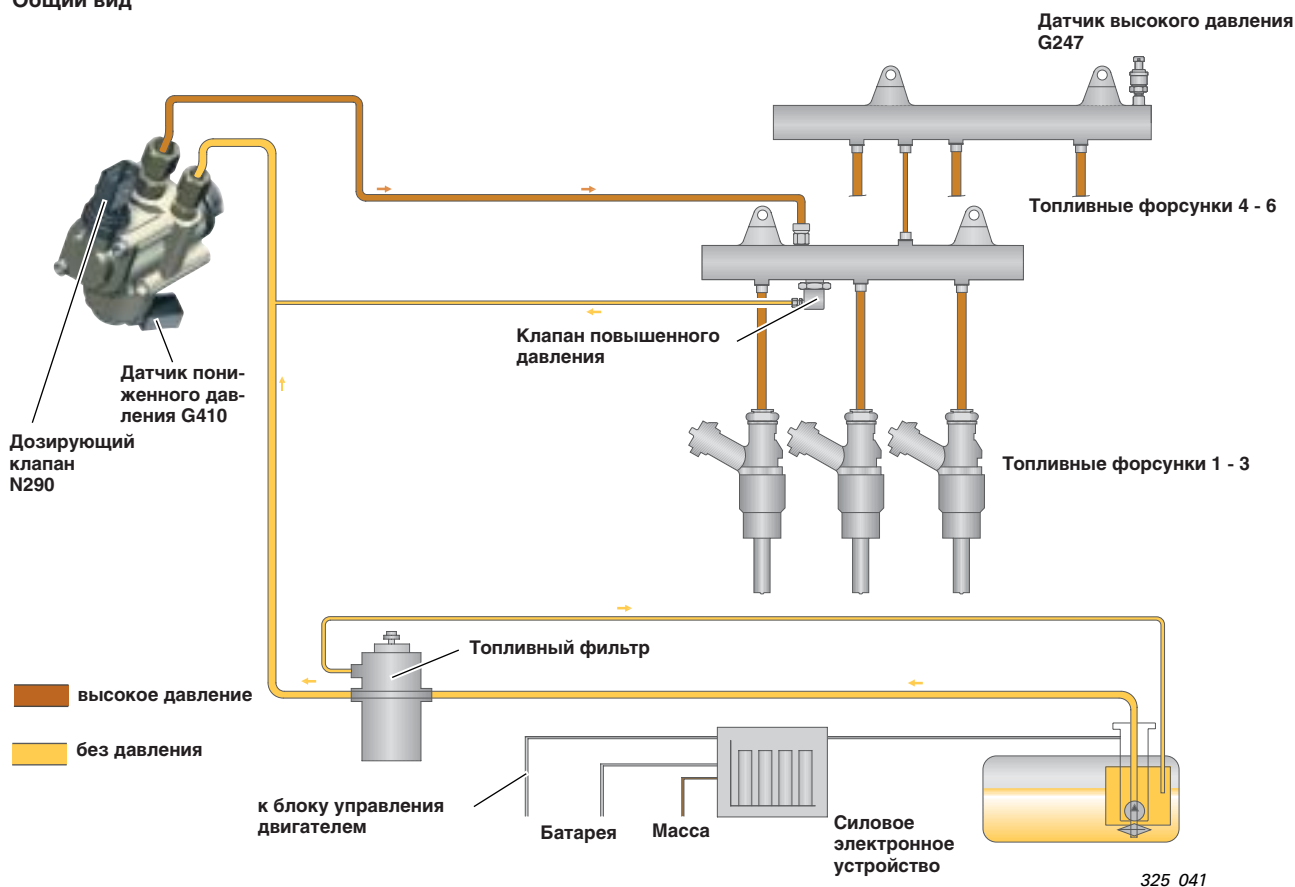 Общий вид
Датчик высокого давления
G247
Топливные форсунки 4 - 6
Клапан повышенного
давления
Датчик пони-
женного дав-
ления G410
Дозирующий
клапан
N290
Топливные форсунки 1 - 3
Топливный фильтр
высокое давление
без давления
к блоку управления
двигателем
Батарея
Масса
Силовое
электронное
устройство
325 041